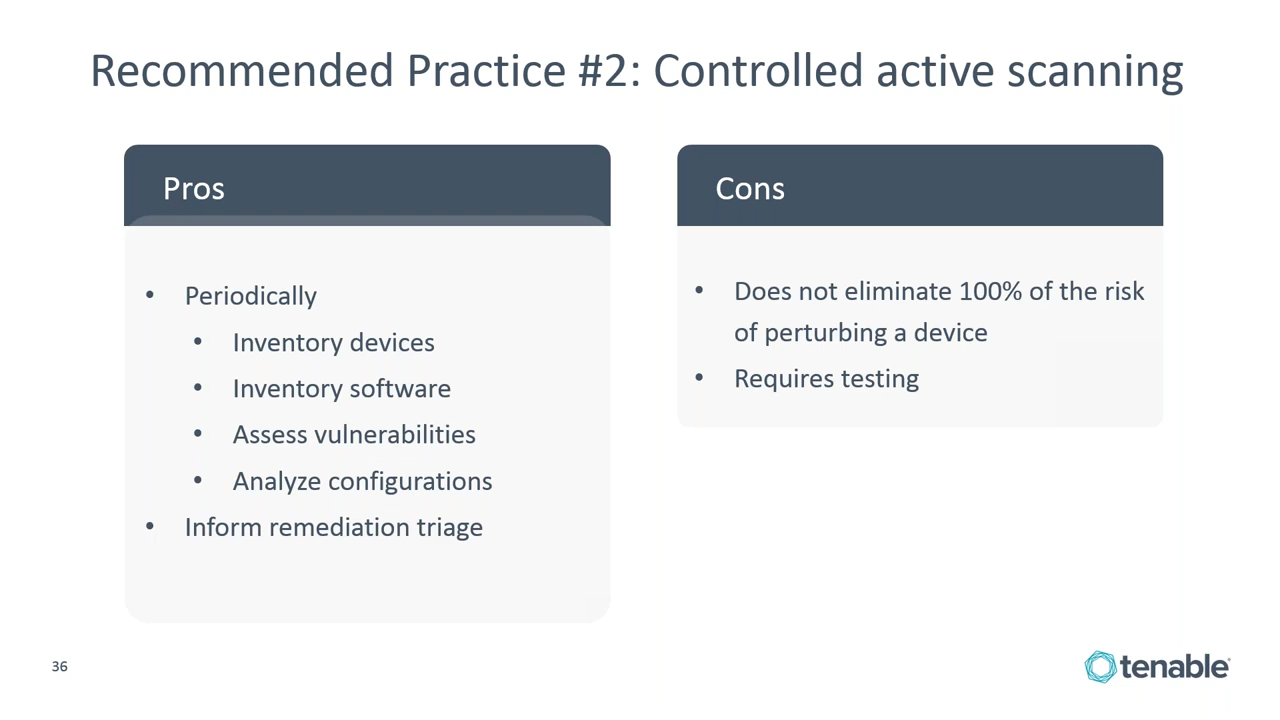 Recommended Practice #2: Controlled active scanning
Pros
• Periodically
• Inventory devices
• Inventory software
• Assess vulnerabilities
• Analyze configurations
• Inform remediation triage
Cons
• Does not eliminate 100% of the risk
of perturbing a device
• Requires testing
36
tenable